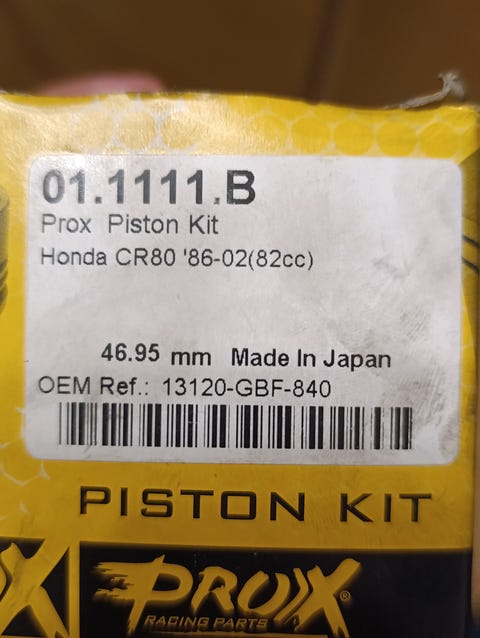 01.1111.B
Prox Piston Kit
Honda CR80 '86-02(82cc)
46.95 mm Made In Japan
OEM Ref.: 13120-GBF-840
PISTON KIT
X PROX®
RACING PARTS